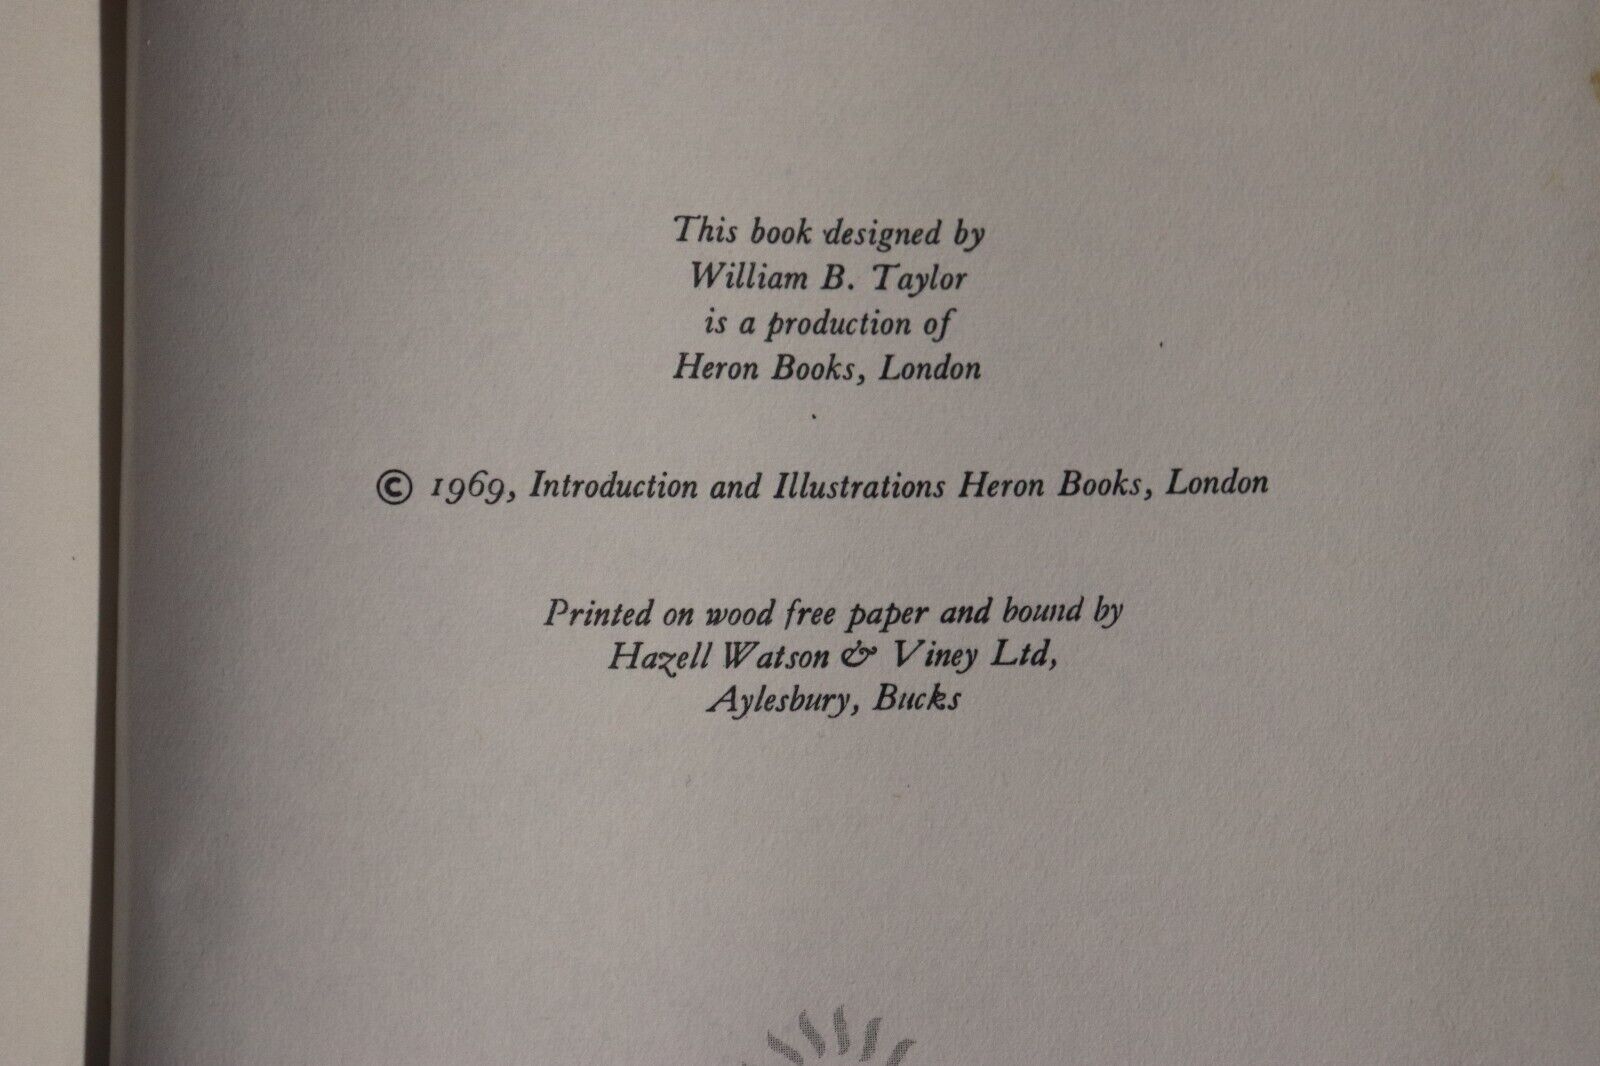 This book designed by
William B. Taylor
is a production of
Heron Books, London
© 1969, Introduction and Illustrations Heron Books, London
Printed on wood free paper and bound by
Hazell Watson & Viney Ltd,
Aylesbury, Bucks